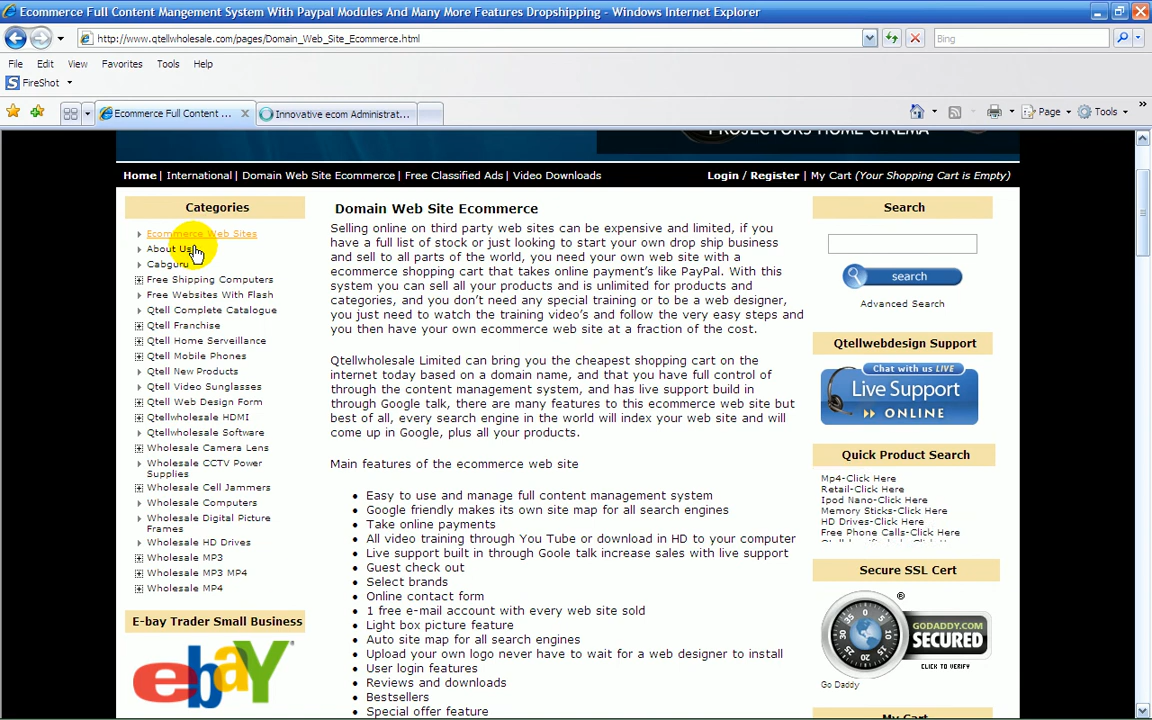 Ecommerce Full Content Mangement System With Paypal Modules And Many More Features Dropshipping - Windows Internet Explorer
http://www.qtellwholesale.com/pages/Domain_Web_Site_Ecommerce.html
Bing
File Edit View Favorites Tools Help
FireShot
Ecommerce Full Content ...
Innovative ecom Administrat...
Page
Tools
PROJECTORS HOME CINEMA
Home | International | Domain Web Site Ecommerce | Free Classified Ads | Video Downloads
Login / Register | My Cart (Your Shopping Cart is Empty)
Categories
Ecommerce Web Sites
About Us
Cabguru
Free Shipping Computers
Free Websites With Flash
Qtell Complete Catalogue
Qtell Franchise
Qtell Home Serveillance
Qtell Mobile Phones
Qtell New Products
Qtell Video Sunglasses
Qtell Web Design Form
Qtellwholesale HDMI
Qtellwholesale Software
Wholesale Camera Lens
Wholesale CCTV Power
Supplies
Wholesale Cell Jammers
Wholesale Computers
Wholesale Digital Picture
Frames
Wholesale HD Drives
Wholesale MP3
Wholesale MP3 MP4
Wholesale MP4
E-bay Trader Small Business
ebay
Domain Web Site Ecommerce
Selling online on third party web sites can be expensive and limited, if
you have a full list of stock or just looking to start your own drop ship business
and sell to all parts of the world, you need your own web site with a
ecommerce shopping cart that takes online payment's like PayPal. With this
system you can sell all your products and is unlimited for products and
categories, and you don't need any special training or to be a web designer,
you just need to watch the training video's and follow the very easy steps and
you then have your own ecommerce web site at a fraction of the cost.
Qtellwholesale Limited can bring you the cheapest shopping cart on the
internet today based on a domain name, and that you have full control of
through the content management system, and has live support build in
through Google talk, there are many features to this ecommerce web site but
best of all, every search engine in the world will index your web site and will
come up in Google, plus all your products.
Main features of the ecommerce web site
Easy to use and manage full content management system
Google friendly makes its own site map for all search engines
Take online payments
All video training through You Tube or download in HD to your computer
Live support built in through Goole talk increase sales with live support
Guest check out
Select brands
Online contact form
1 free e-mail account with every web site sold
Light box picture feature
Auto site map for all search engines
Upload your own logo never have to wait for a web designer to install
User login features
Reviews and downloads
Bestsellers
Special offer feature
Search
search
Advanced Search
Qtellwebdesign Support
Chat with us LIVE
Live Support
ONLINE
Quick Product Search
Mp4-Click Here
Retail-Click Here
Ipod Nano-Click Here
Memory Sticks-Click Here
HD Drives-Click Here
Free Phone Calls-Click Here
Secure SSL Cert
GODADDY.COM
SECURED
CLICK TO VERIFY
Go Daddy
My Cart